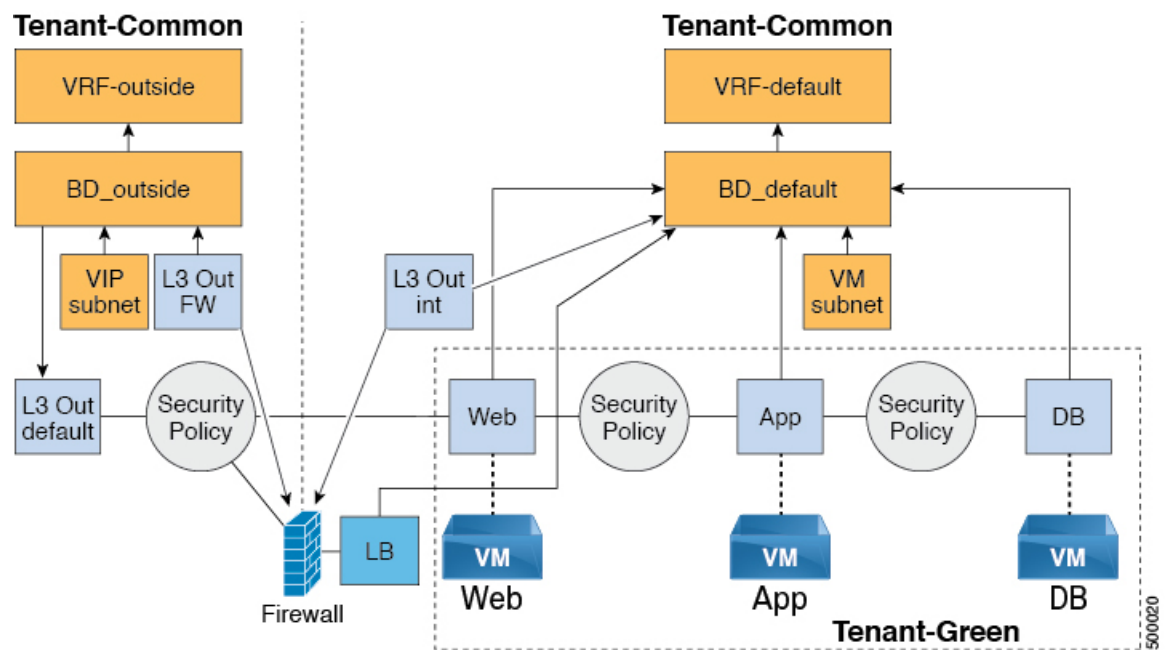 Tenant-Common
Tenant-Common
VRF-outside
VRF-default
BD_outside
BD_default
VIP
subnet
L3 Out
FW
L3 Out
int
VM
subnet
L3 Out
default
Security
Policy
Web
Security
Policy
App
Security
Policy
DB
LB
VM
VM
VM
Firewall
Web
App
DB
Tenant-Green
500020